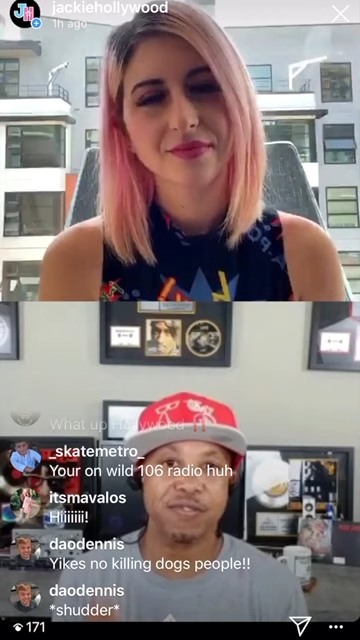 jackiehollywood
1h ago
What up Hollywood
_skatemetro_
Your on wild 106 radio huh
itsmavalos
Hiiiiiii!
daodennis
Yikes no killing dogs people!!
daodennis
*shudder*
171